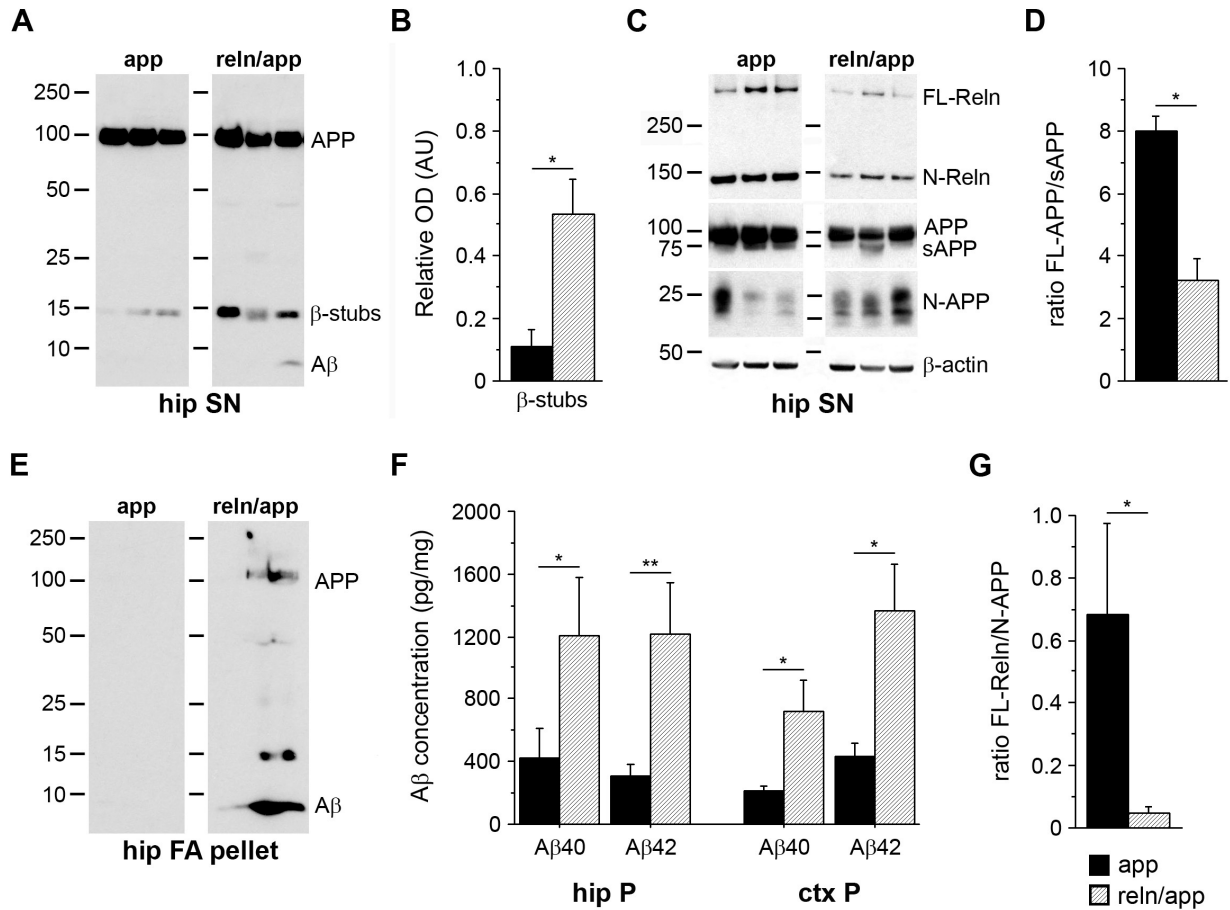 A
app reln/app
250
100
50
25
15
10
APP
β-stubs
Aβ
hip SN
B
Relative OD (AU)
1.0
0.8
0.6
0.4
0.2
0
*
β-stubs
C
app reln/app
250
150
100
75
25
50
FL-Reln
N-Reln
APP
sAPP
N-APP
β-actin
hip SN
D
ratio FL-APP/sAPP
10
8
6
4
2
0
*
E
app reln/app
250
100
50
25
15
10
APP
Aβ
hip FA pellet
F
Aβ concentration (pg/mg)
2000
1600
1200
800
400
0
* ** * *
Aβ40 Aβ42 Aβ40 Aβ42
hip P ctx P
G
ratio FL-Reln/N-APP
1.0
0.8
0.6
0.4
0.2
0
*
app
reln/app